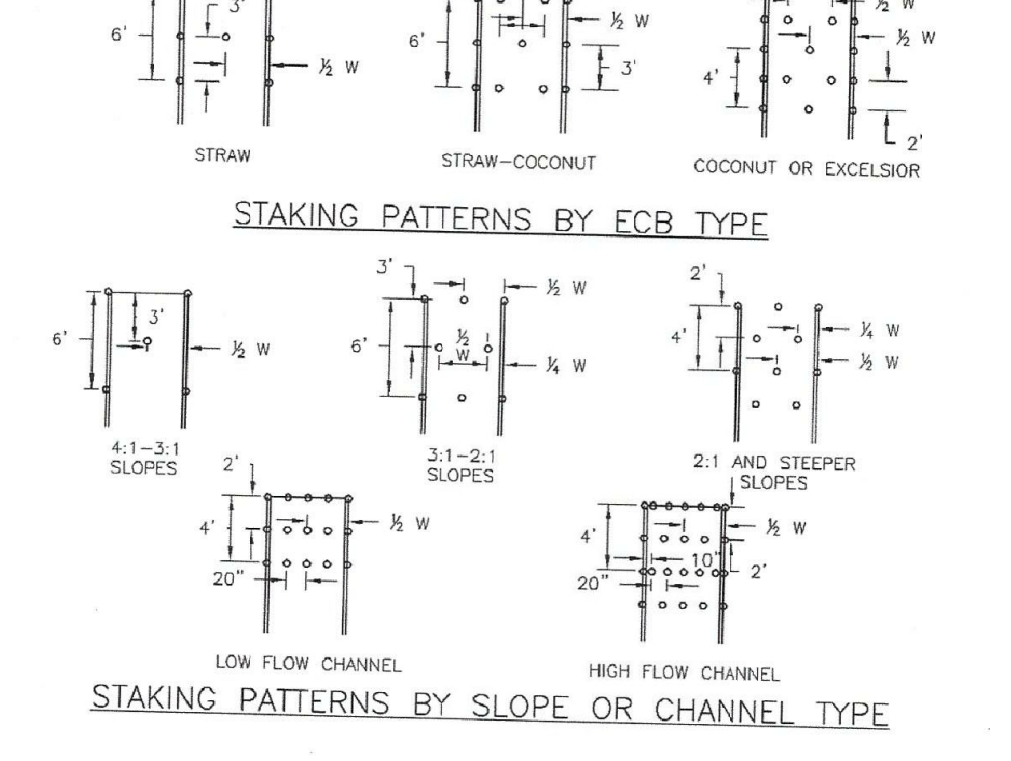 3'
½ W
6'
½ W
STRAW
½ W
6'
3'
STRAW-COCONUT
½ W
4'
2'
COCONUT OR EXCELSIOR
STAKING PATTERNS BY ECB TYPE
6'
3'
½ W
4:1-3:1
SLOPES
3'
½ W
6'
½
W
¼ W
3:1-2:1
SLOPES
2'
4'
¼ W
½ W
2:1 AND STEEPER
SLOPES
2'
4'
½ W
20"
LOW FLOW CHANNEL
4'
½ W
10"
20"
2'
HIGH FLOW CHANNEL
STAKING PATTERNS BY SLOPE OR CHANNEL TYPE